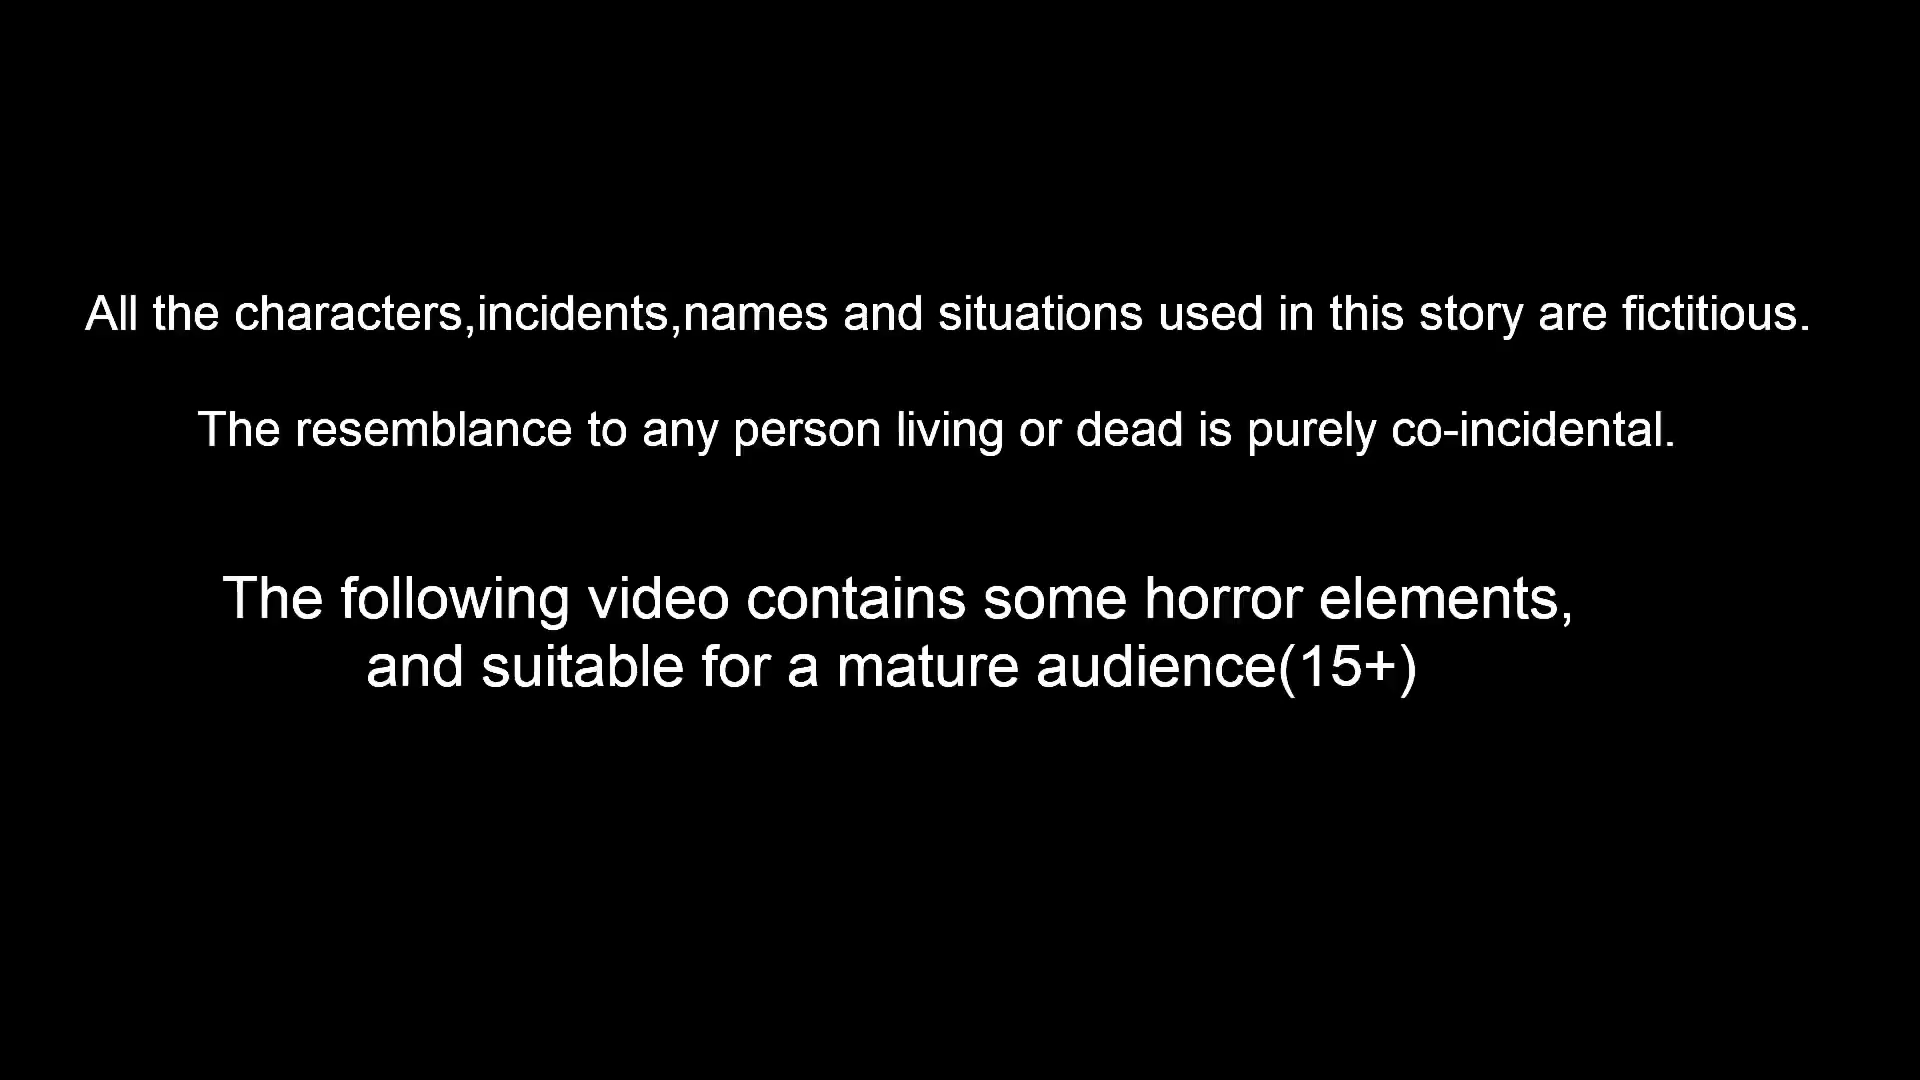 All the characters,incidents,names and situations used in this story are fictitious.
The resemblance to any person living or dead is purely co-incidental.
The following video contains some horror elements,
and suitable for a mature audience(15+)